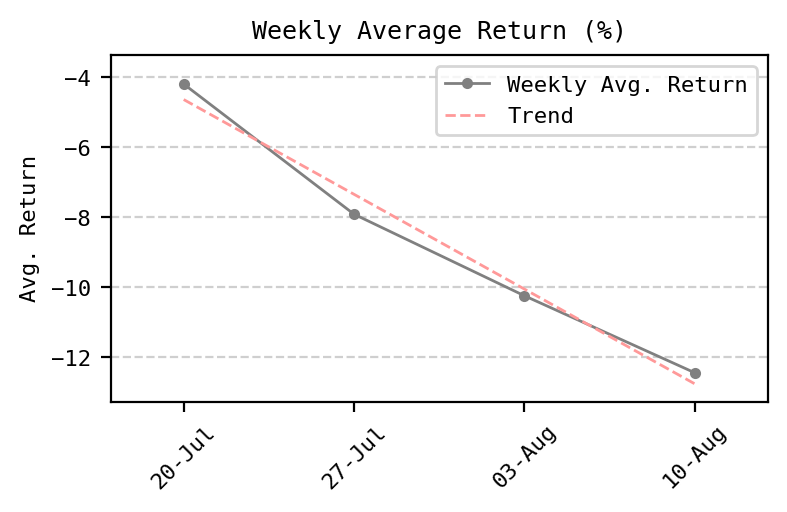 Weekly Average Return (%)
Weekly Avg. Return
Trend
Avg. Return
−4
−6
−8
−10
−12
20-Jul
27-Jul
03-Aug
10-Aug